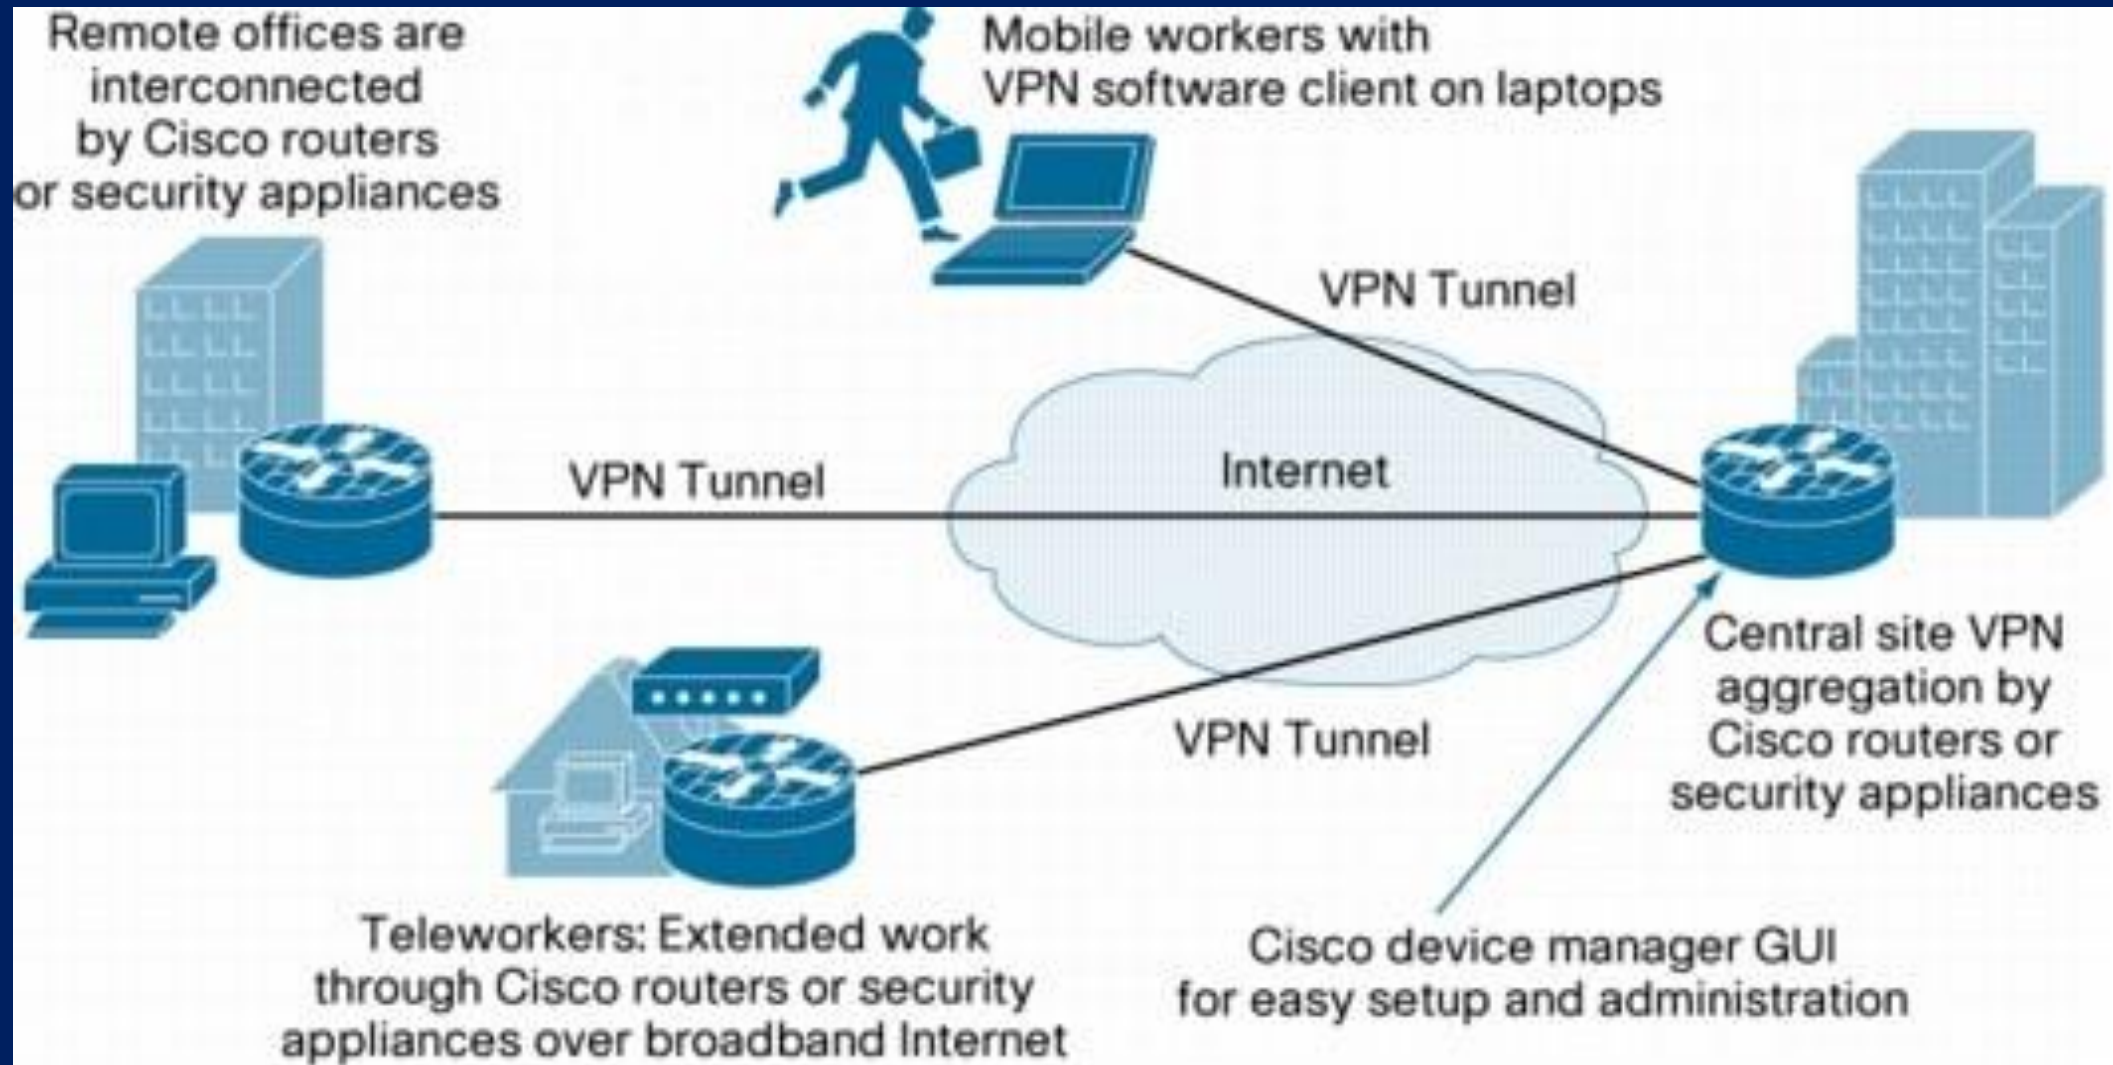 Remote offices are
interconnected
by Cisco routers
or security appliances
Mobile workers with
VPN software client on laptops
VPN Tunnel
VPN Tunnel
Internet
VPN Tunnel
Central site VPN
aggregation by
Cisco routers or
security appliances
Teleworkers: Extended work
through Cisco routers or security
appliances over broadband Internet
Cisco device manager GUI
for easy setup and administration